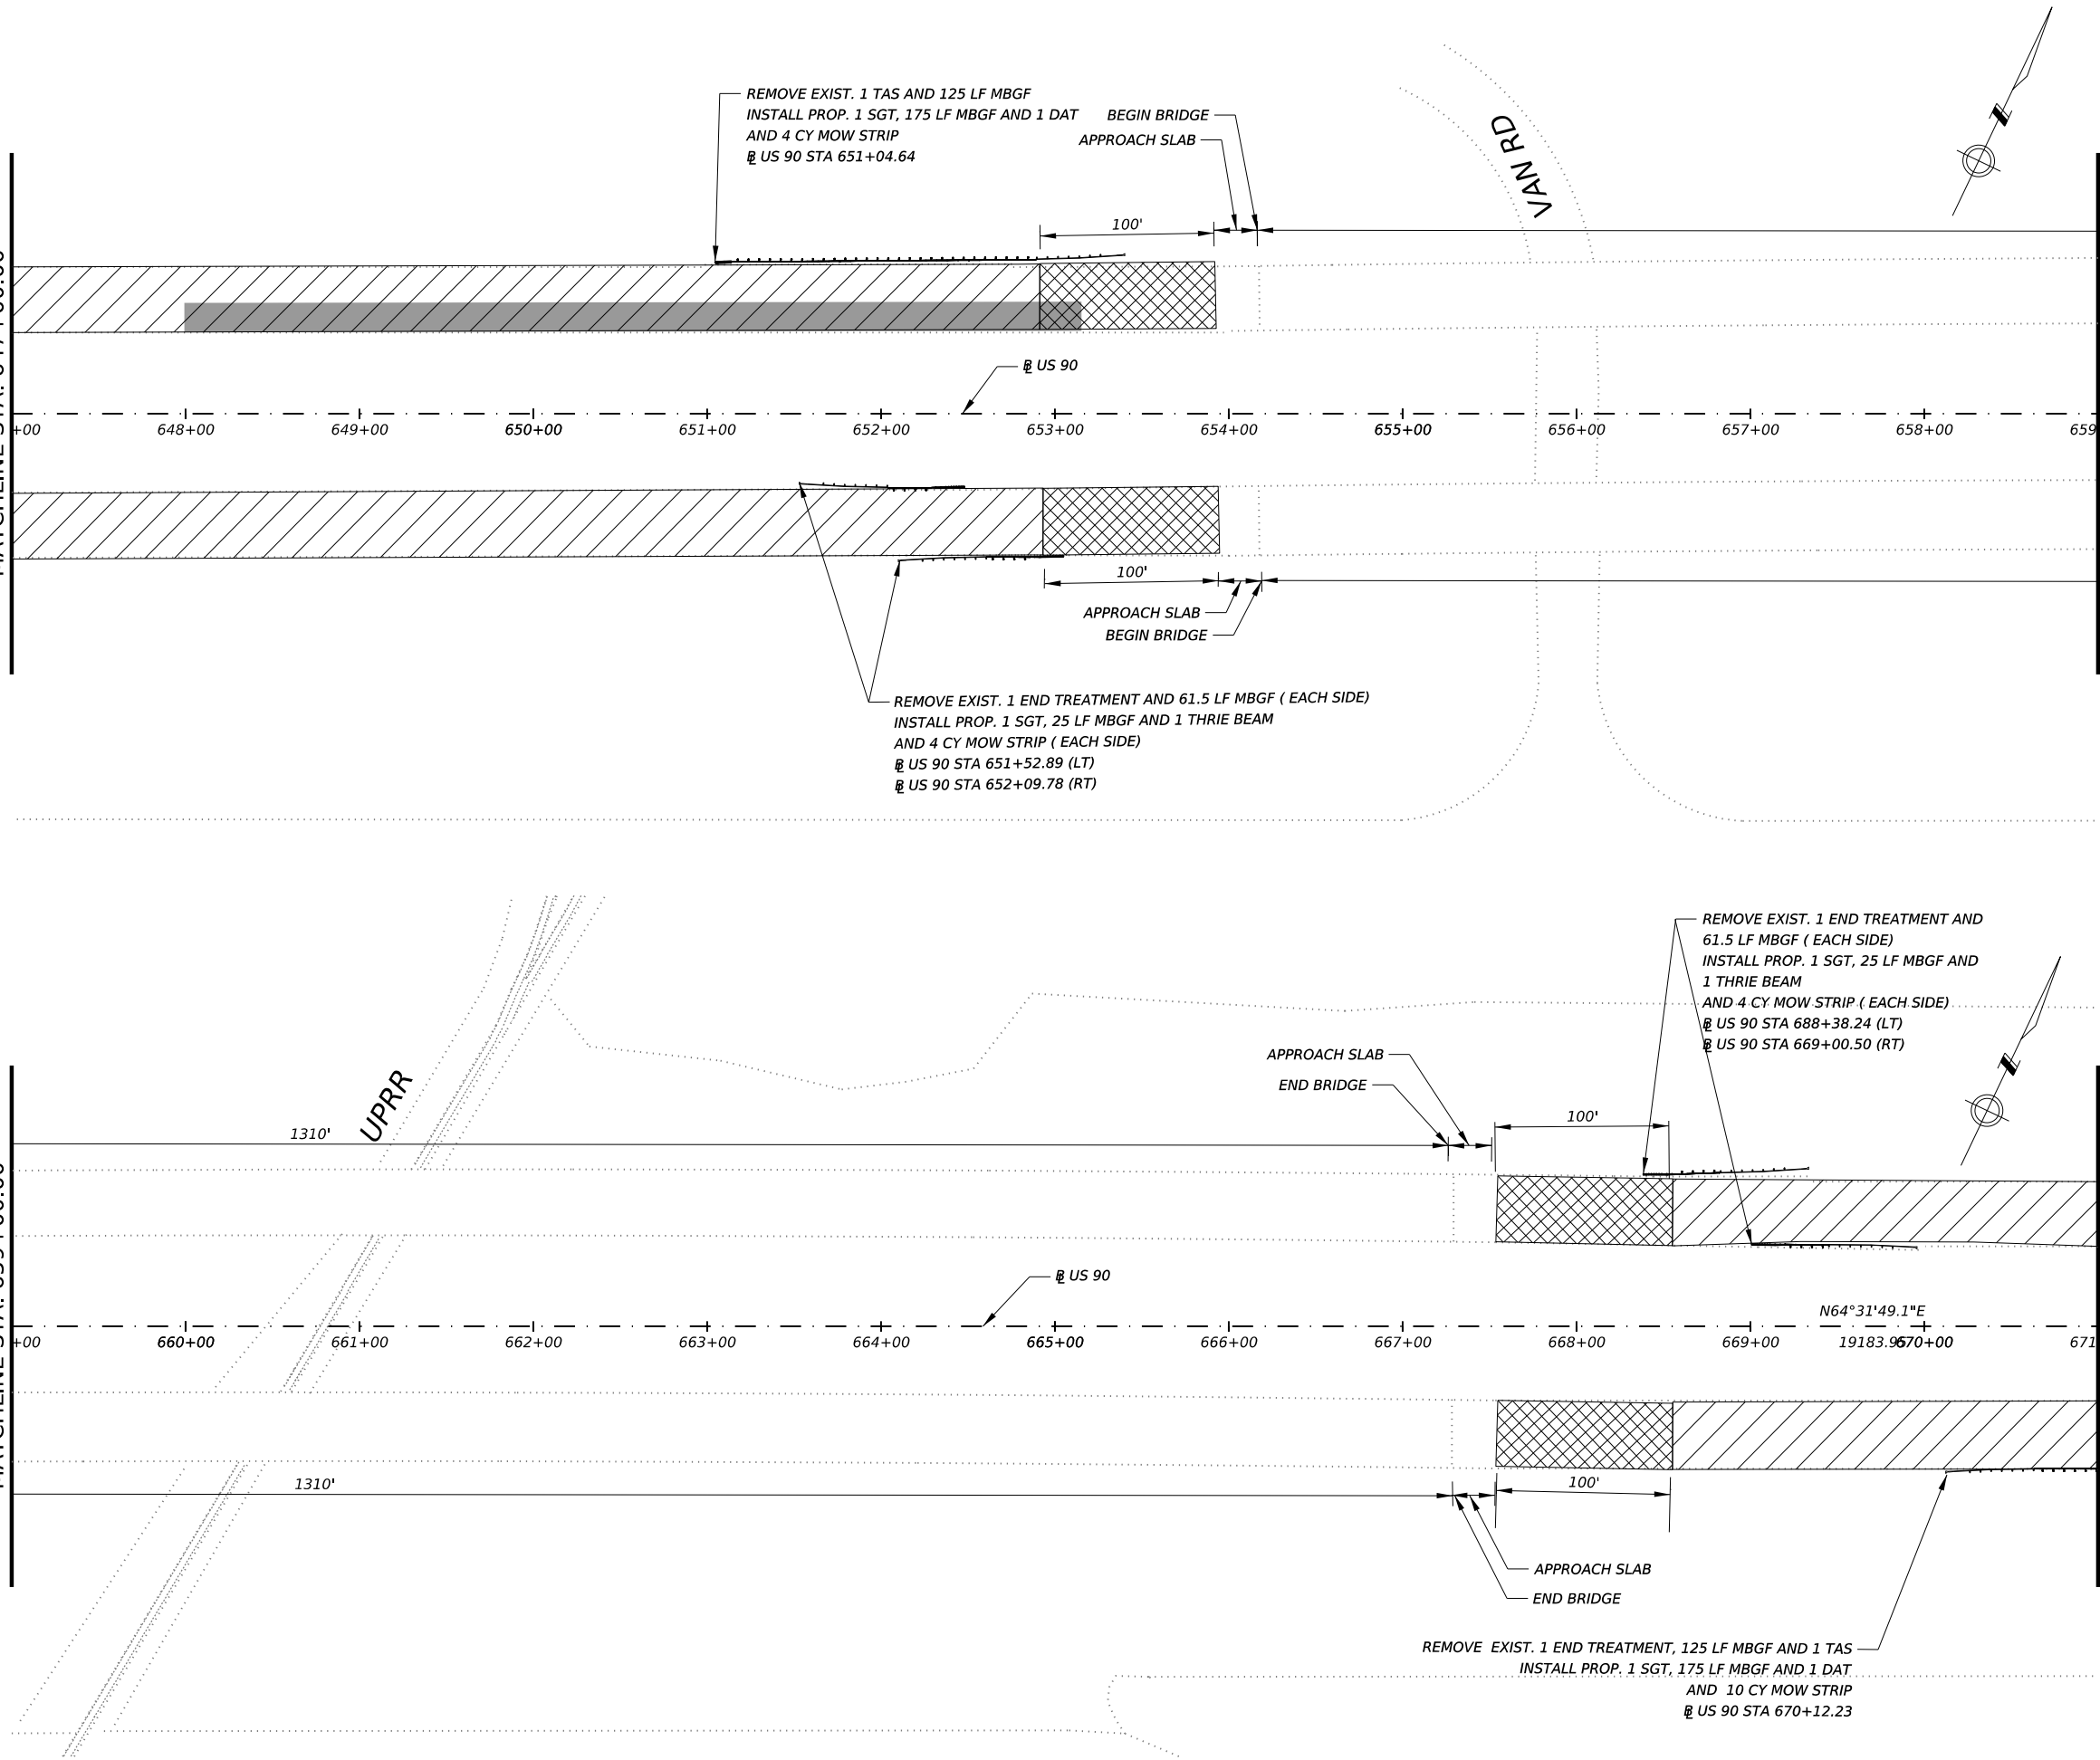 REMOVE EXIST. 1 TAS AND 125 LF MBGF
INSTALL PROP. 1 SGT, 175 LF MBGF AND 1 DAT
AND 4 CY MOW STRIP
℄ US 90 STA 651+04.64
BEGIN BRIDGE
APPROACH SLAB
VAN RD
100'
℄ US 90
+00
648+00
649+00
650+00
651+00
652+00
653+00
654+00
655+00
656+00
657+00
658+00
659
100'
APPROACH SLAB
BEGIN BRIDGE
REMOVE EXIST. 1 END TREATMENT AND 61.5 LF MBGF ( EACH SIDE)
INSTALL PROP. 1 SGT, 25 LF MBGF AND 1 THRIE BEAM
AND 4 CY MOW STRIP ( EACH SIDE)
℄ US 90 STA 651+52.89 (LT)
℄ US 90 STA 652+09.78 (RT)
REMOVE EXIST. 1 END TREATMENT AND
61.5 LF MBGF ( EACH SIDE)
INSTALL PROP. 1 SGT, 25 LF MBGF AND
1 THRIE BEAM
AND 4 CY MOW STRIP ( EACH SIDE)
℄ US 90 STA 688+38.24 (LT)
℄ US 90 STA 669+00.50 (RT)
APPROACH SLAB
END BRIDGE
UPRR
1310'
100'
℄ US 90
N64°31'49.1"E
+00
660+00
661+00
662+00
663+00
664+00
665+00
666+00
667+00
668+00
669+00
19183.95
670+00
671
1310'
100'
APPROACH SLAB
END BRIDGE
REMOVE  EXIST. 1 END TREATMENT, 125 LF MBGF AND 1 TAS
INSTALL PROP. 1 SGT, 175 LF MBGF AND 1 DAT
AND  10 CY MOW STRIP
℄ US 90 STA 670+12.23